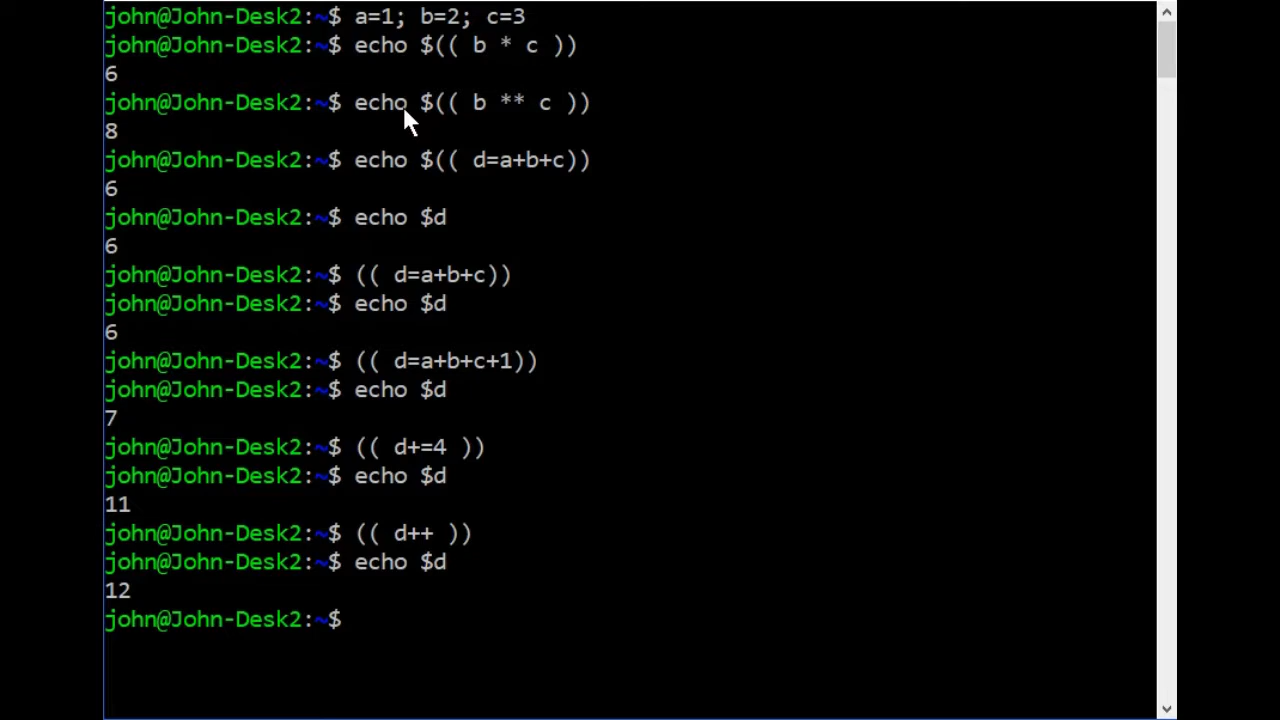 john@John-Desk2:~$ a=1; b=2; c=3
john@John-Desk2:~$ echo $(( b * c ))
6
john@John-Desk2:~$ echo $(( b ** c ))
8
john@John-Desk2:~$ echo $(( d=a+b+c))
6
john@John-Desk2:~$ echo $d
6
john@John-Desk2:~$ (( d=a+b+c))
john@John-Desk2:~$ echo $d
6
john@John-Desk2:~$ (( d=a+b+c+1))
john@John-Desk2:~$ echo $d
7
john@John-Desk2:~$ (( d+=4 ))
john@John-Desk2:~$ echo $d
11
john@John-Desk2:~$ (( d++ ))
john@John-Desk2:~$ echo $d
12
john@John-Desk2:~$